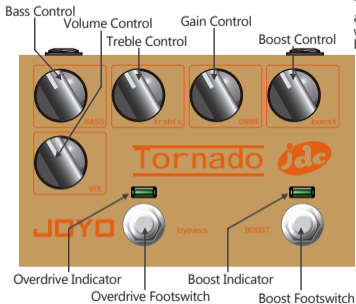 Bass Control
Volume Control
Treble Control
Gain Control
Boost Control
BASS
treble
DRIVE
boost
VOL
Tornado jdc
JOYO
bypass
BOOST
Overdrive Indicator
Overdrive Footswitch
Boost Indicator
Boost Footswitch